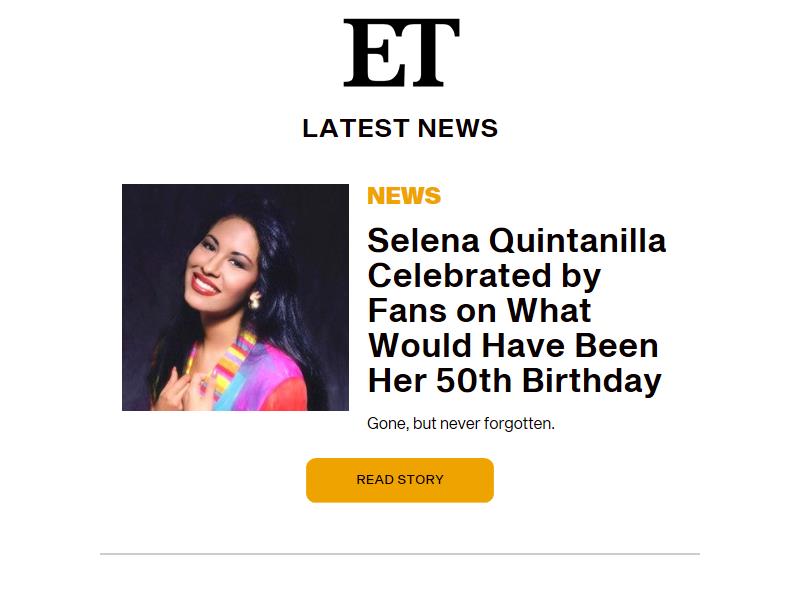 ET
LATEST NEWS
NEWS
Selena Quintanilla
Celebrated by
Fans on What
Would Have Been
Her 50th Birthday
Gone, but never forgotten.
READ STORY